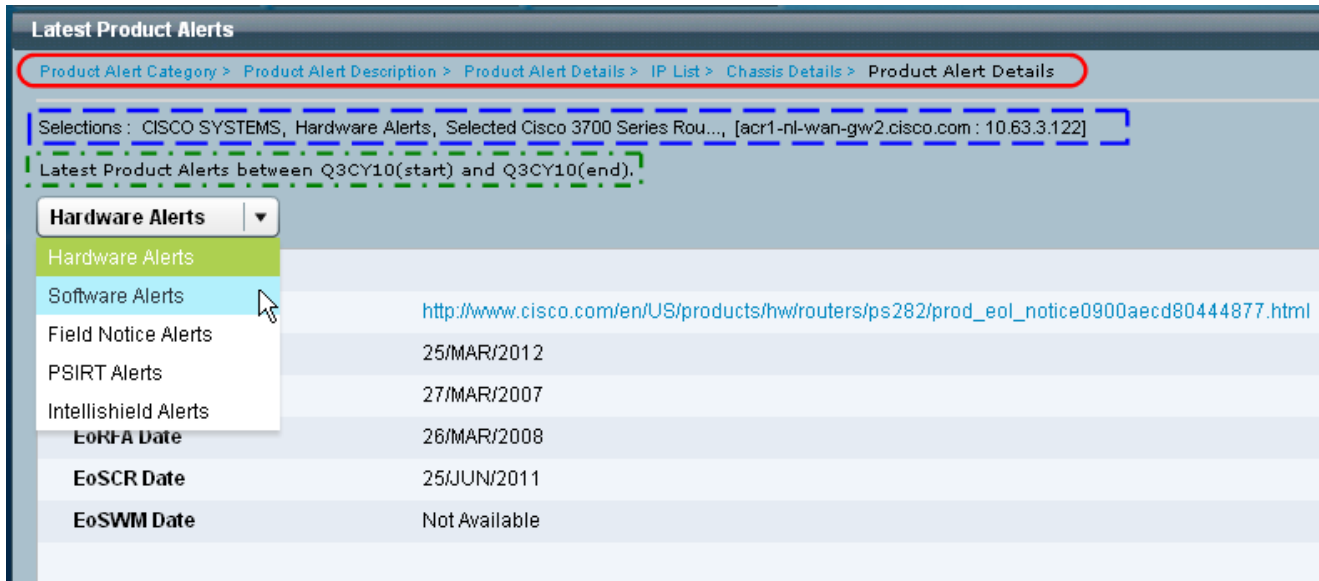 Latest Product Alerts
Product Alert Category > Product Alert Description > Product Alert Details > IP List > Chassis Details > Product Alert Details
Selections : CISCO SYSTEMS, Hardware Alerts, Selected Cisco 3700 Series Rou..., [acr1-nl-wan-gw2.cisco.com : 10.63.3.122]
Latest Product Alerts between Q3CY10(start) and Q3CY10(end).
Hardware Alerts
Hardware Alerts
Software Alerts
Field Notice Alerts
PSIRT Alerts
Intellishield Alerts
http://www.cisco.com/en/US/products/hw/routers/ps282/prod_eol_notice0900aecd80444877.html
25/MAR/2012
27/MAR/2007
EoRFA Date 26/MAR/2008
EoSCR Date 25/JUN/2011
EoSWM Date Not Available